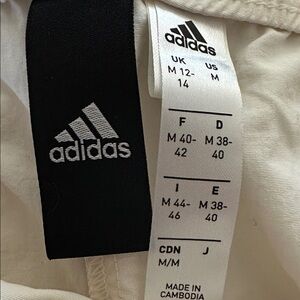 adidas
adidas
UK US
M 12- M
14
F D
M 40- M 38-
42 40
I E
M 44- M 38-
46 40
CDN J
M/M
MADE IN
CAMBODIA